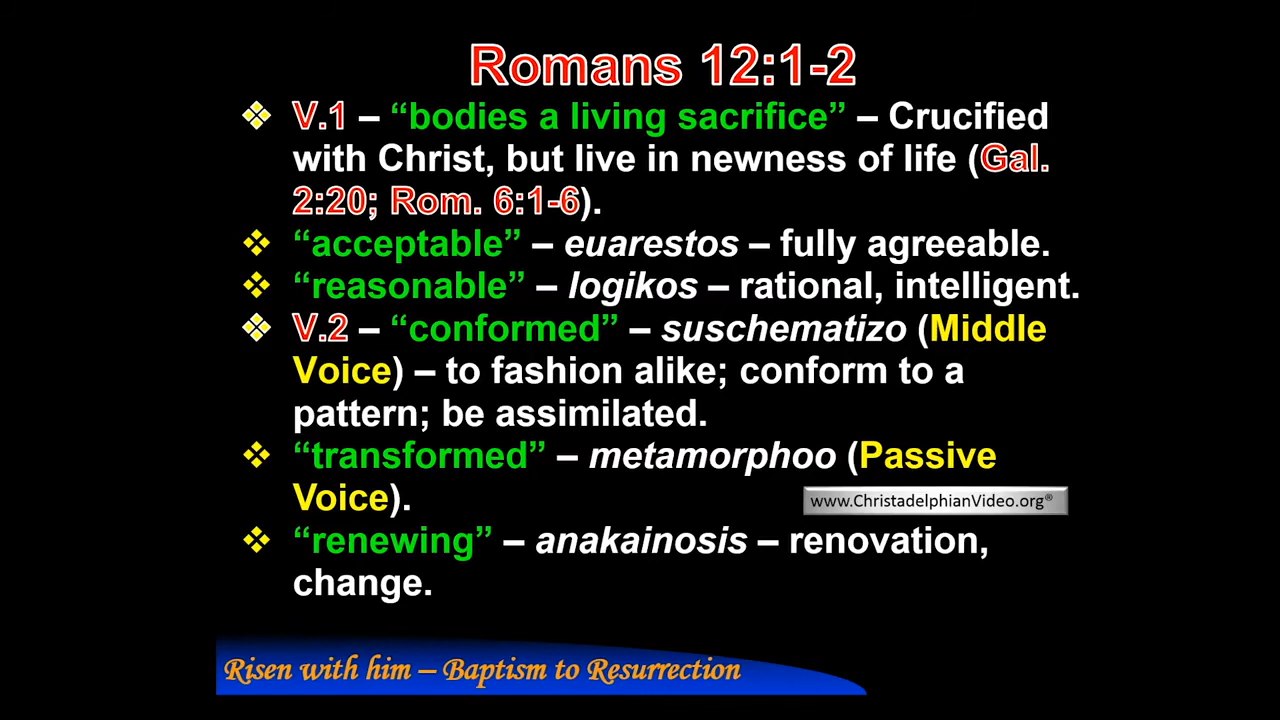 Romans 12:1-2
V.1 – “bodies a living sacrifice” – Crucified
with Christ, but live in newness of life (Gal.
2:20; Rom. 6:1-6).
“acceptable” – euarestos – fully agreeable.
“reasonable” – logikos – rational, intelligent.
V.2 – “conformed” – suschematizo (Middle
Voice) – to fashion alike; conform to a
pattern; be assimilated.
“transformed” – metamorphoo (Passive
Voice).
www.ChristadelphianVideo.org®
“renewing” – anakainosis – renovation,
change.
Risen with him – Baptism to Resurrection